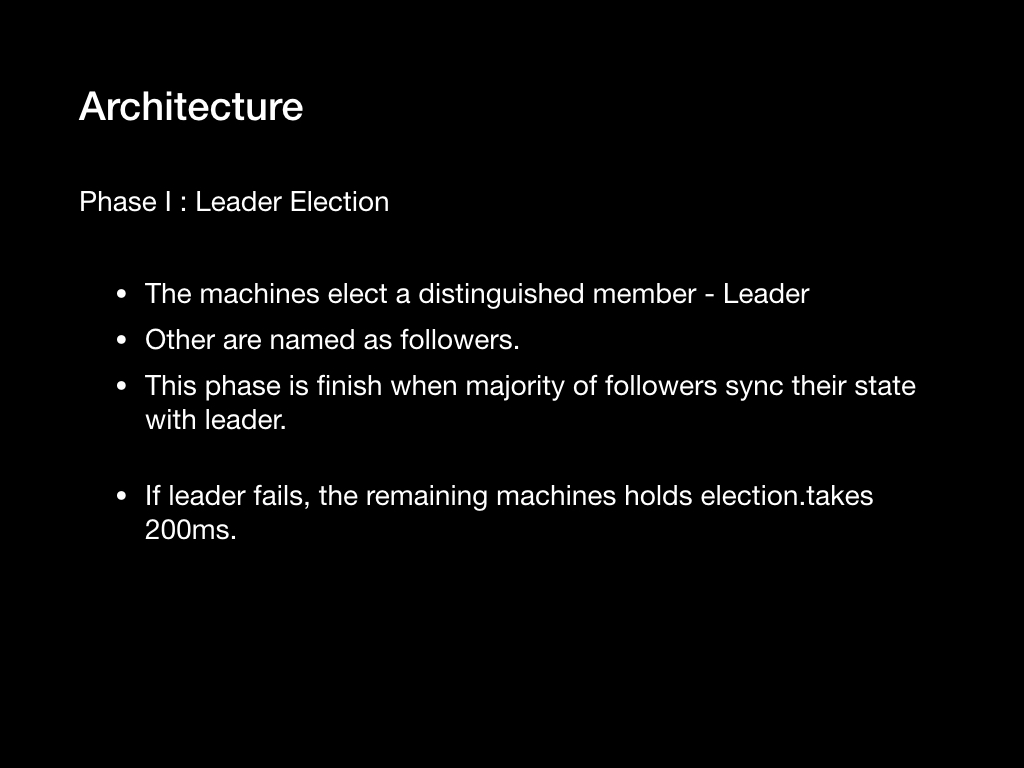 Architecture
Phase I : Leader Election
• The machines elect a distinguished member - Leader
• Other are named as followers.
• This phase is finish when majority of followers sync their state
with leader.
• If leader fails, the remaining machines holds election.takes
200ms.